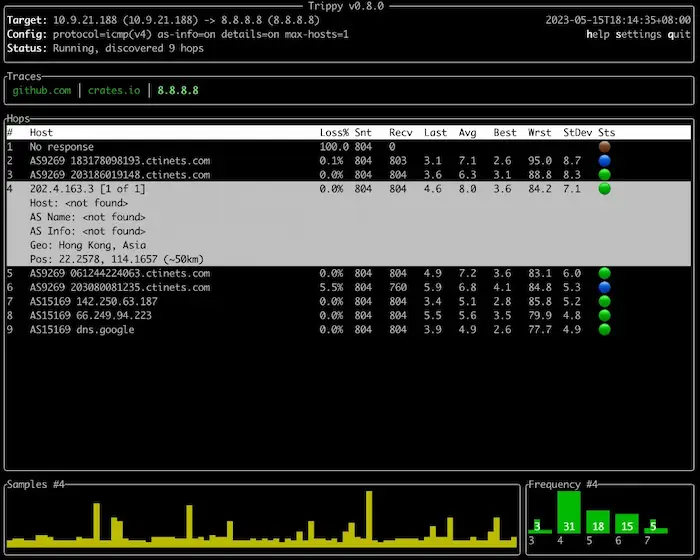 Trippy v0.8.0
Target: 10.9.21.188 (10.9.21.188) -> 8.8.8.8 (8.8.8.8) 2023-05-15T18:14:35+08:00
Config: protocol=icmp(v4) as-info=on details=on max-hosts=1 help settings quit
Status: Running, discovered 9 hops
Traces
github.com | crates.io | 8.8.8.8
Hops
# Host Loss% Snt Recv Last Avg Best Wrst StDev Sts
1 No response 100.0 804 0
2 AS9269 183178098193.ctinets.com 0.1% 804 803 3.1 7.1 2.6 95.0 8.7
3 AS9269 203186019148.ctinets.com 0.0% 804 804 3.6 6.3 3.1 88.8 8.3
4 202.4.163.3 [1 of 1] 0.0% 804 804 4.6 8.0 3.6 84.2 7.1
Host: <not found>
AS Name: <not found>
AS Info: <not found>
Geo: Hong Kong, Asia
Pos: 22.2578, 114.1657 (~50km)
5 AS9269 061244224063.ctinets.com 0.0% 804 804 4.9 7.2 3.6 83.1 6.0
6 AS9269 203080081235.ctinets.com 5.5% 804 760 5.9 6.8 4.1 84.8 5.3
7 AS15169 142.250.63.187 0.0% 804 804 3.4 5.1 2.8 85.8 5.2
8 AS15169 66.249.94.223 0.0% 804 804 5.5 5.6 3.5 79.9 4.8
9 AS15169 dns.google 0.0% 804 804 3.9 4.9 2.6 77.7 4.9
Samples #4
Frequency #4
3 31 18 15 5
3 4 5 6 7